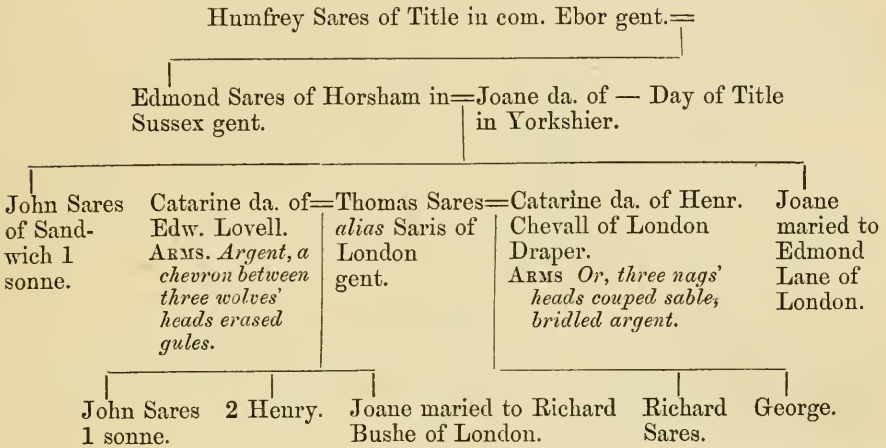 Humfrey Sares of Title in com. Ebor gent.=
Edmond Sares of Horsham in=Joane da. of — Day of Title
Sussex gent.
in Yorkshier.
John Sares
of Sand-
wich 1
sonne.
Catarine da. of=Thomas Sares=Catarine da. of Henr.
Edw. Lovell.
ARMS. Argent, a
chevron between
three wolves'
heads erased
gules.
alias Saris of
London
gent.
Chevall of London
Draper.
ARMS Or, three nags'
heads couped sable,
bridled argent.
Joane
maried to
Edmond
Lane of
London.
John Sares
1 sonne.
2 Henry.
Joane maried to Richard
Bushe of London.
Richard
Sares.
George.